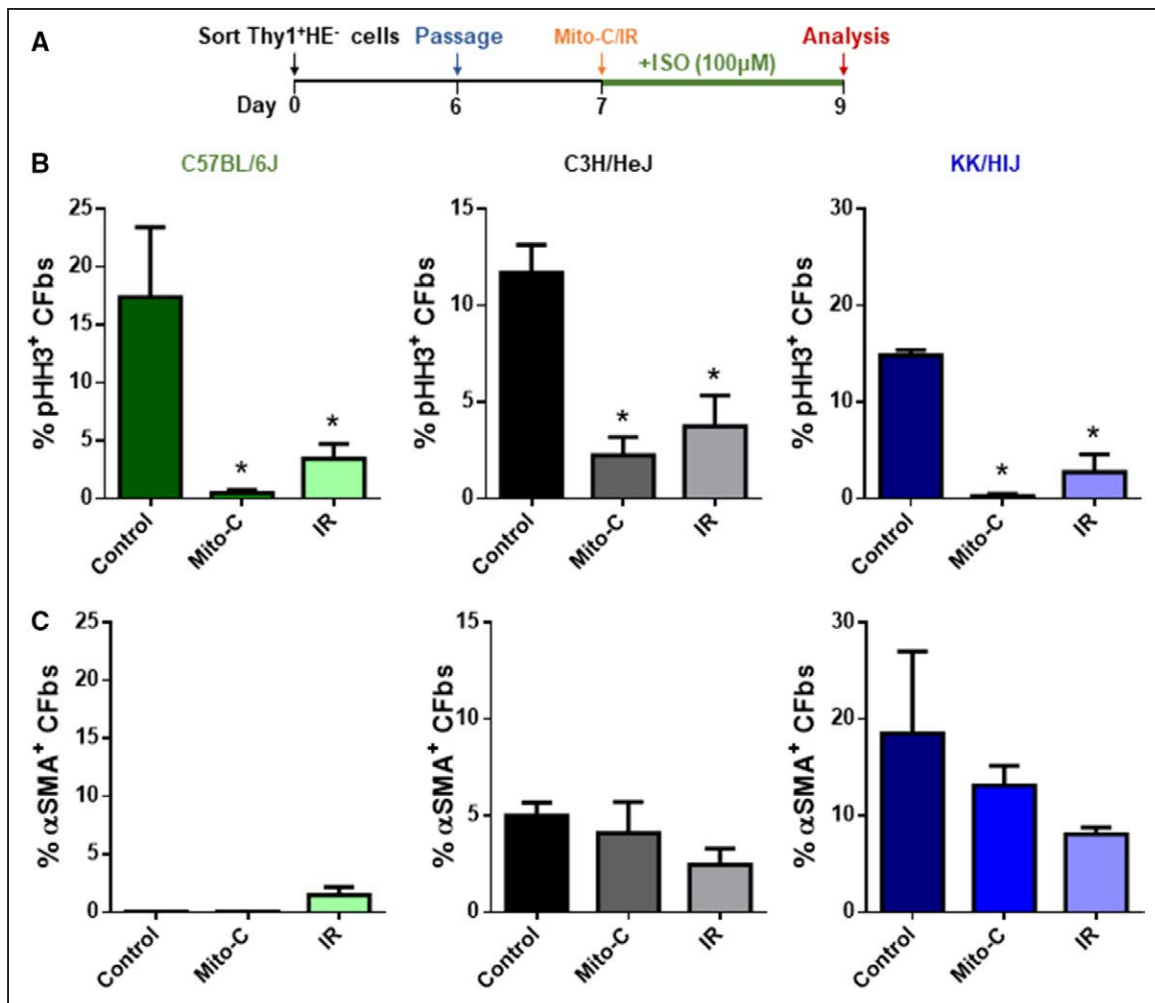 A
Sort Thy1+HE- cells Passage Mito-C/IR Analysis
+ISO (100µM)
Day 0 6 7 9
B
C57BL/6J C3H/HeJ KK/HIJ
% pHH3+ CFbs
25
20
15
10
5
0
*
*
Control Mito-C IR
% pHH3+ CFbs
15
10
5
0
*
*
Control Mito-C IR
% pHH3+ CFbs
30
20
10
0
*
*
Control Mito-C IR
C
% αSMA+ CFbs
25
20
15
10
5
0
Control Mito-C IR
% αSMA+ CFbs
15
10
5
0
Control Mito-C IR
% αSMA+ CFbs
30
20
10
0
Control Mito-C IR